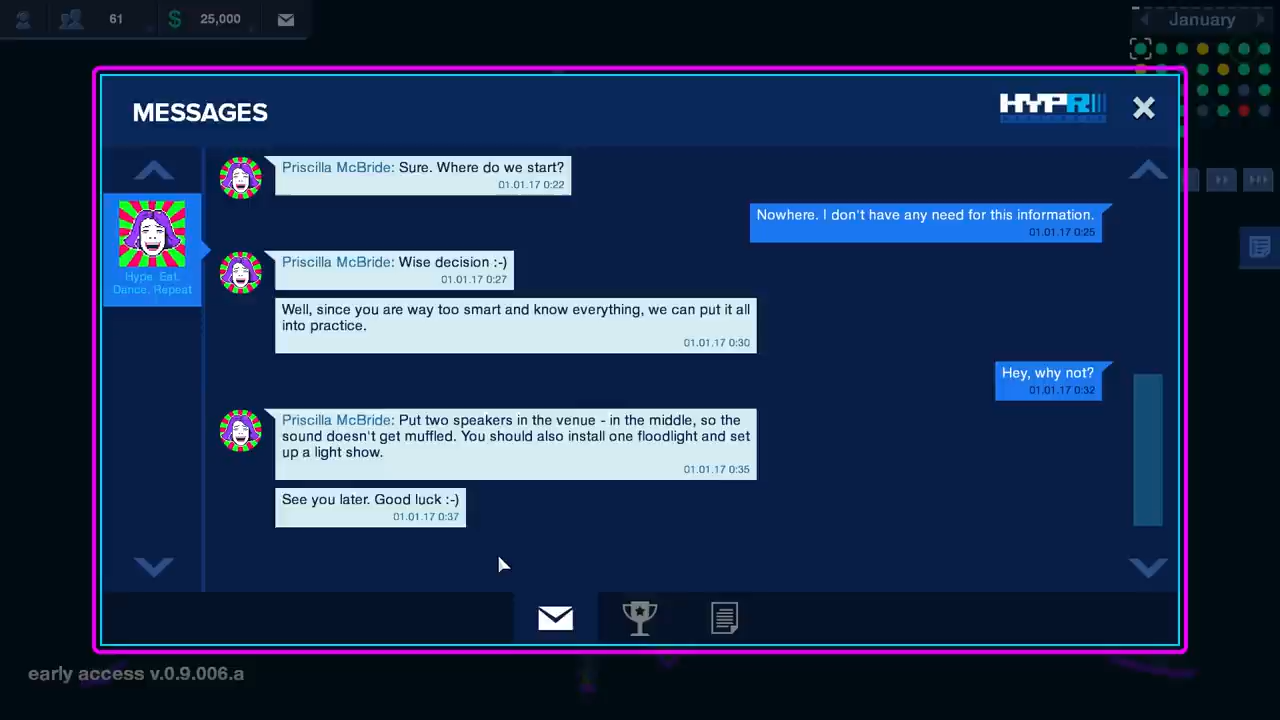 61
$ 25,000
January
MESSAGES
HYPR
Priscilla McBride: Sure. Where do we start?
01.01.17 0:22
Nowhere. I don't have any need for this information.
01.01.17 0:25
Hype. Eat.
Dance. Repeat
Priscilla McBride: Wise decision :-)
01.01.17 0:27
Well, since you are way too smart and know everything, we can put it all
into practice.
01.01.17 0:30
Hey, why not?
01.01.17 0:32
Priscilla McBride: Put two speakers in the venue - in the middle, so the
sound doesn't get muffled. You should also install one floodlight and set
up a light show.
01.01.17 0:35
See you later. Good luck :-)
01.01.17 0:37
early access v.0.9.006.a